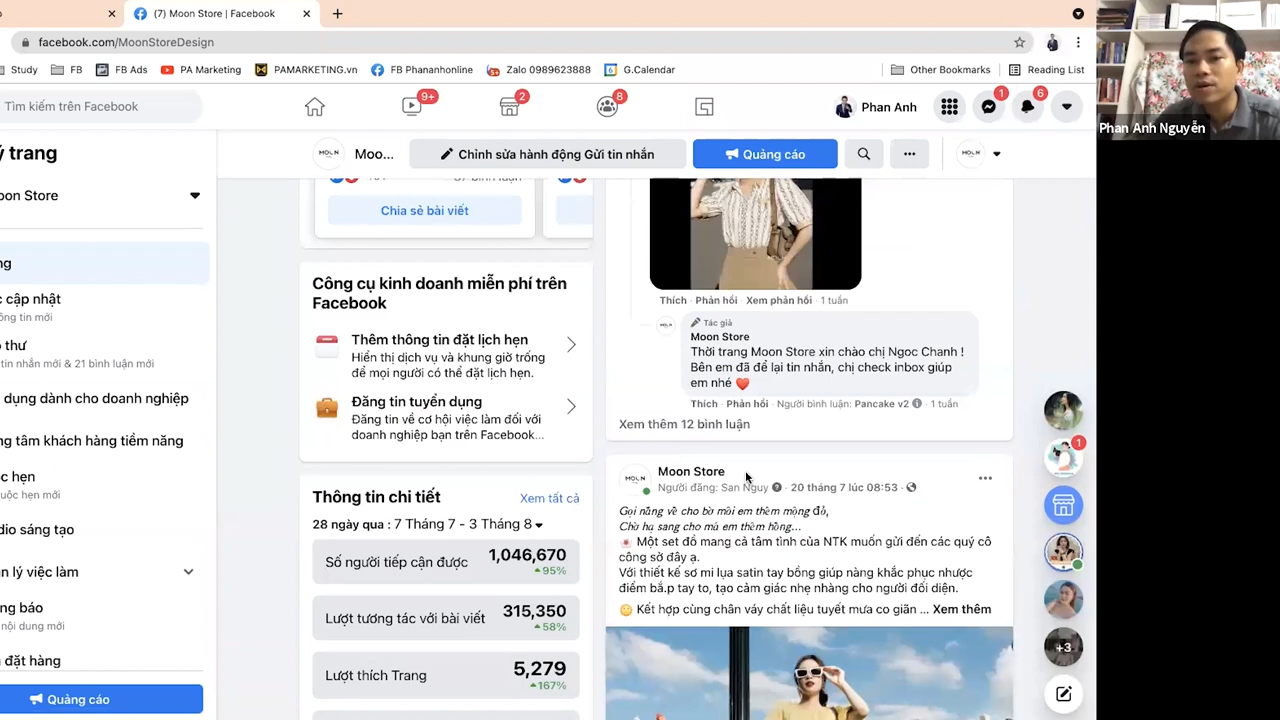 (7) Moon Store | Facebook
facebook.com/MoonStoreDesign
Study
FB
FB Ads
PA Marketing
PAMARKETING.vn
FB Phananhonline
Zalo 0989623888
G.Calendar
Other Bookmarks
Reading List
Tìm kiếm trên Facebook
9+
2
8
Phan Anh
1
6
Phan Anh Nguyễn
ý trang
MOLN
Moo...
Chỉnh sửa hành động Gửi tin nhắn
Quảng cáo
MOLN
oon Store
Chia sẻ bài viết
ng
c cập nhật
ông tin mới
Công cụ kinh doanh miễn phí trên
Facebook
Thêm thông tin đặt lịch hẹn
Hiển thị dịch vụ và khung giờ trống
để mọi người có thể đặt lịch hẹn.
Đăng tin tuyển dụng
Đăng tin về cơ hội việc làm đối với
doanh nghiệp bạn trên Facebook...
Thích · Phản hồi · Xem phản hồi · 1 tuần
Tác giả
Moon Store
Thời trang Moon Store xin chào chị Ngoc Chanh !
Bên em đã để lại tin nhắn, chị check inbox giúp
em nhé
Thích · Phản hồi · Người bình luận: Pancake v2 · 1 tuần
Xem thêm 12 bình luận
o thư
tin nhắn mới & 21 bình luận mới
dụng dành cho doanh nghiệp
ng tâm khách hàng tiềm năng
c hẹn
uộc hẹn mới
dio sáng tạo
n lý việc làm
ng báo
nội dung mới
đặt hàng
Quảng cáo
Thông tin chi tiết
Xem tất cả
28 ngày qua : 7 Tháng 7 - 3 Tháng 8
Số người tiếp cận được
1,046,670
95%
Lượt tương tác với bài viết
315,350
58%
Lượt thích Trang
5,279
167%
MOLN
Moon Store
Người đăng: San Nguy · 20 tháng 7 lúc 08:53
Gọi nắng về cho bờ môi em thêm mọng đỏ,
Chờ hạ sang cho má em thêm hồng...
Một set đồ mang cả tâm tình của NTK muốn gửi đến các quý cô
công sở đây ạ.
Với thiết kế sơ mi lụa satin tay bồng giúp nàng khắc phục nhược
điểm bắ.p tay to, tạo cảm giác nhẹ nhàng cho người đối diện.
Kết hợp cùng chân váy chất liệu tuyết mưa co giãn ... Xem thêm
1
+3